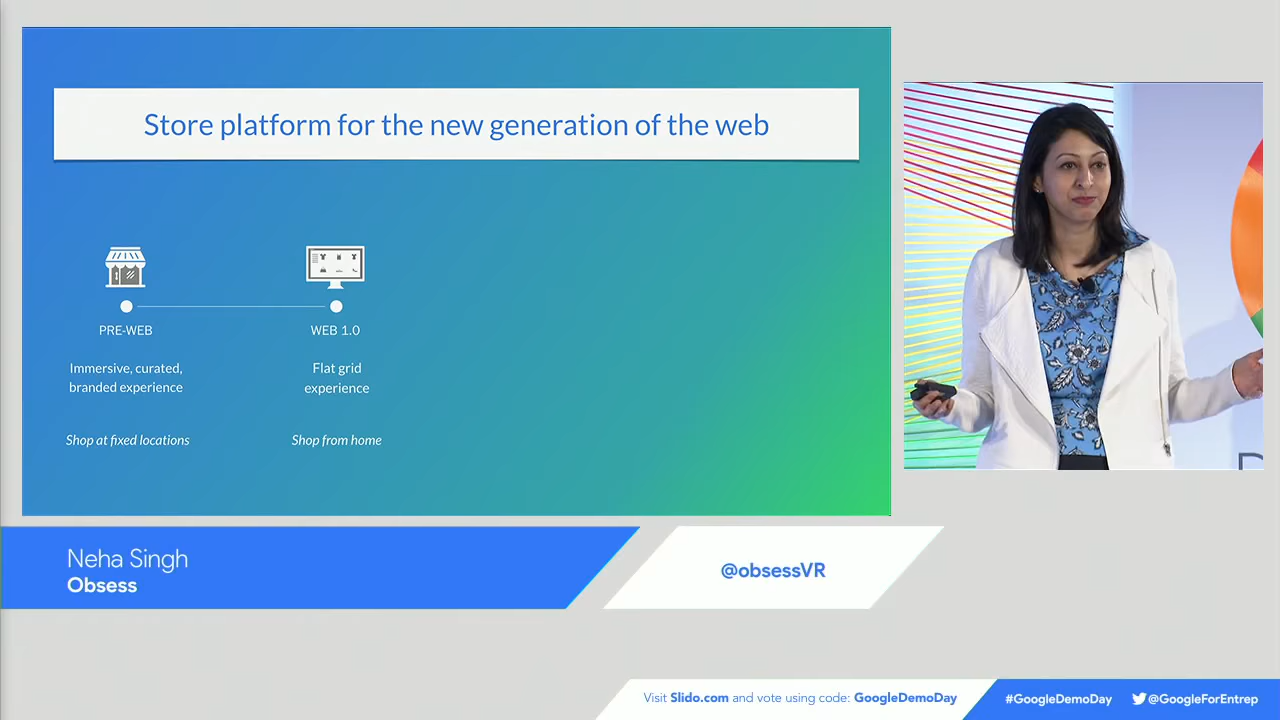 Store platform for the new generation of the web
PRE-WEB
WEB 1.0
Immersive, curated,
branded experience
Flat grid
experience
Shop at fixed locations
Shop from home
Neha Singh
Obsess
@obsessVR
Visit Slido.com and vote using code: GoogleDemoDay
#GoogleDemoDay
@GoogleForEntrep